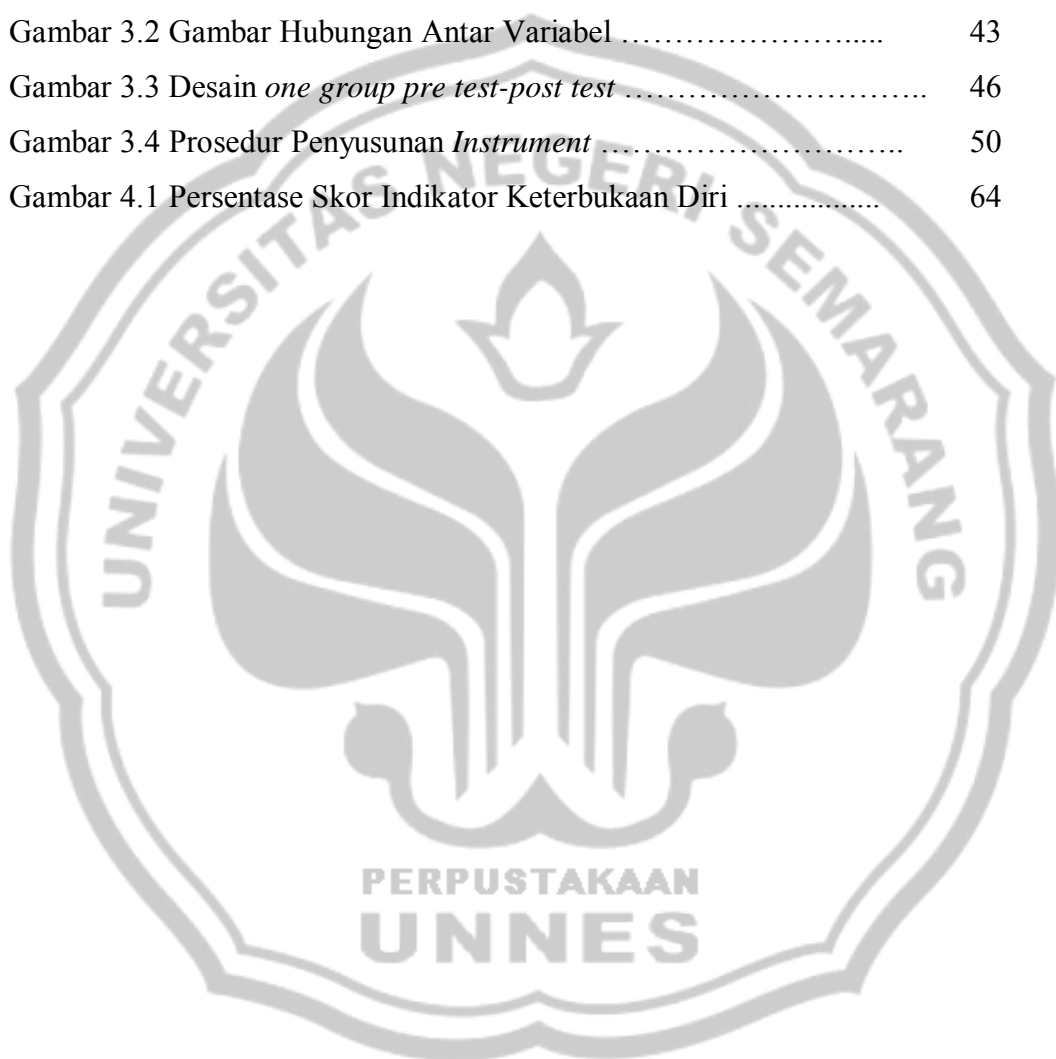 Gambar 3.2 Gambar Hubungan Antar Variabel ………………….….. 43
Gambar 3.3 Desain one group pre test-post test ……………………….. 46
Gambar 3.4 Prosedur Penyusunan Instrument ……………………….. 50
Gambar 4.1 Persentase Skor Indikator Keterbukaan Diri .................. 64
UNIVERSITAS NEGERI SEMARANG
PERPUSTAKAAN
UNNES